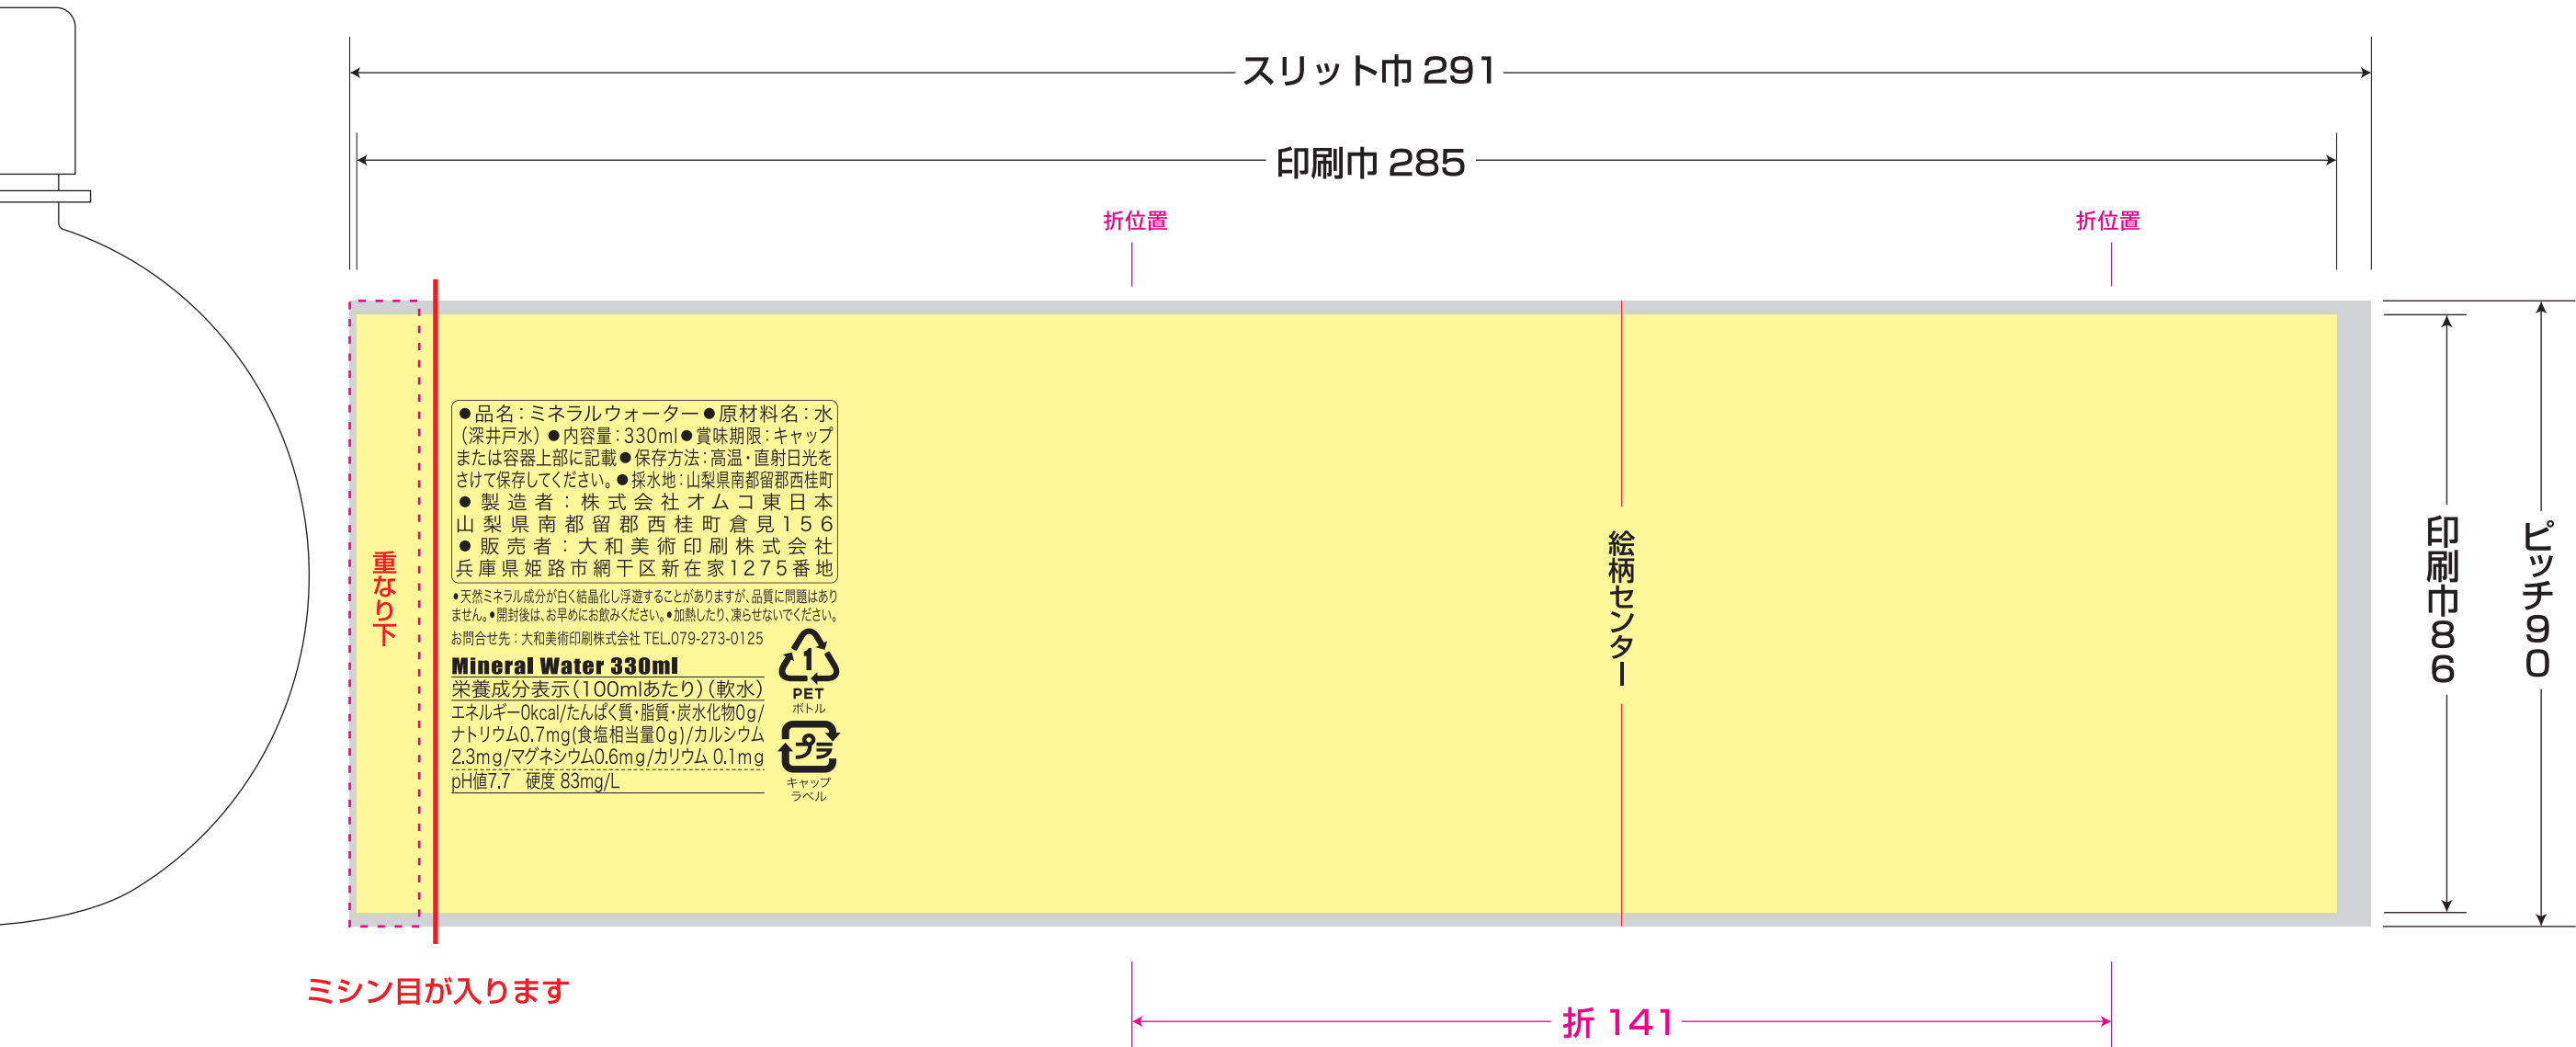 スリット巾 291
印刷巾 285
折位置
折位置
●品名：ミネラルウォーター●原材料名：水
（深井戸水）●内容量：330ml●賞味期限：キャップ
または容器上部に記載●保存方法：高温・直射日光を
さけて保存してください。●採水地：山梨県南都留郡西桂町
●製造者：株式会社オムコ東日本
山梨県南都留郡西桂町倉見156
●販売者：大和美術印刷株式会社
兵庫県姫路市網干区新在家1275番地
●天然ミネラル成分が白く結晶化し浮遊することがありますが、品質に問題はあり
ません。●開封後は、お早めにお飲みください。●加熱したり、凍らせないでください。
お問合せ先：大和美術印刷株式会社 TEL.079-273-0125
Mineral Water 330ml
栄養成分表示（100mlあたり）（軟水）
エネルギー0kcal/たんぱく質・脂質・炭水化物0g/
ナトリウム0.7mg(食塩相当量0g)/カルシウム
2.3mg/マグネシウム0.6mg/カリウム 0.1mg
pH値7.7　硬度 83mg/L
1
PET
ボトル
プラ
キャップ
ラベル
重なり下
絵柄センター
印刷巾86
ピッチ90
ミシン目が入ります
折 141